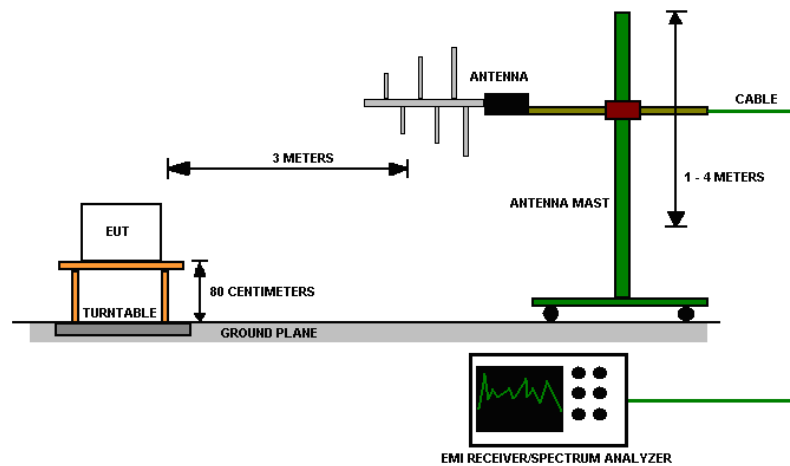 ANTENNA
CABLE
3 METERS
1 - 4 METERS
ANTENNA MAST
EUT
80 CENTIMETERS
TURNTABLE
GROUND PLANE
EMI RECEIVER/SPECTRUM ANALYZER